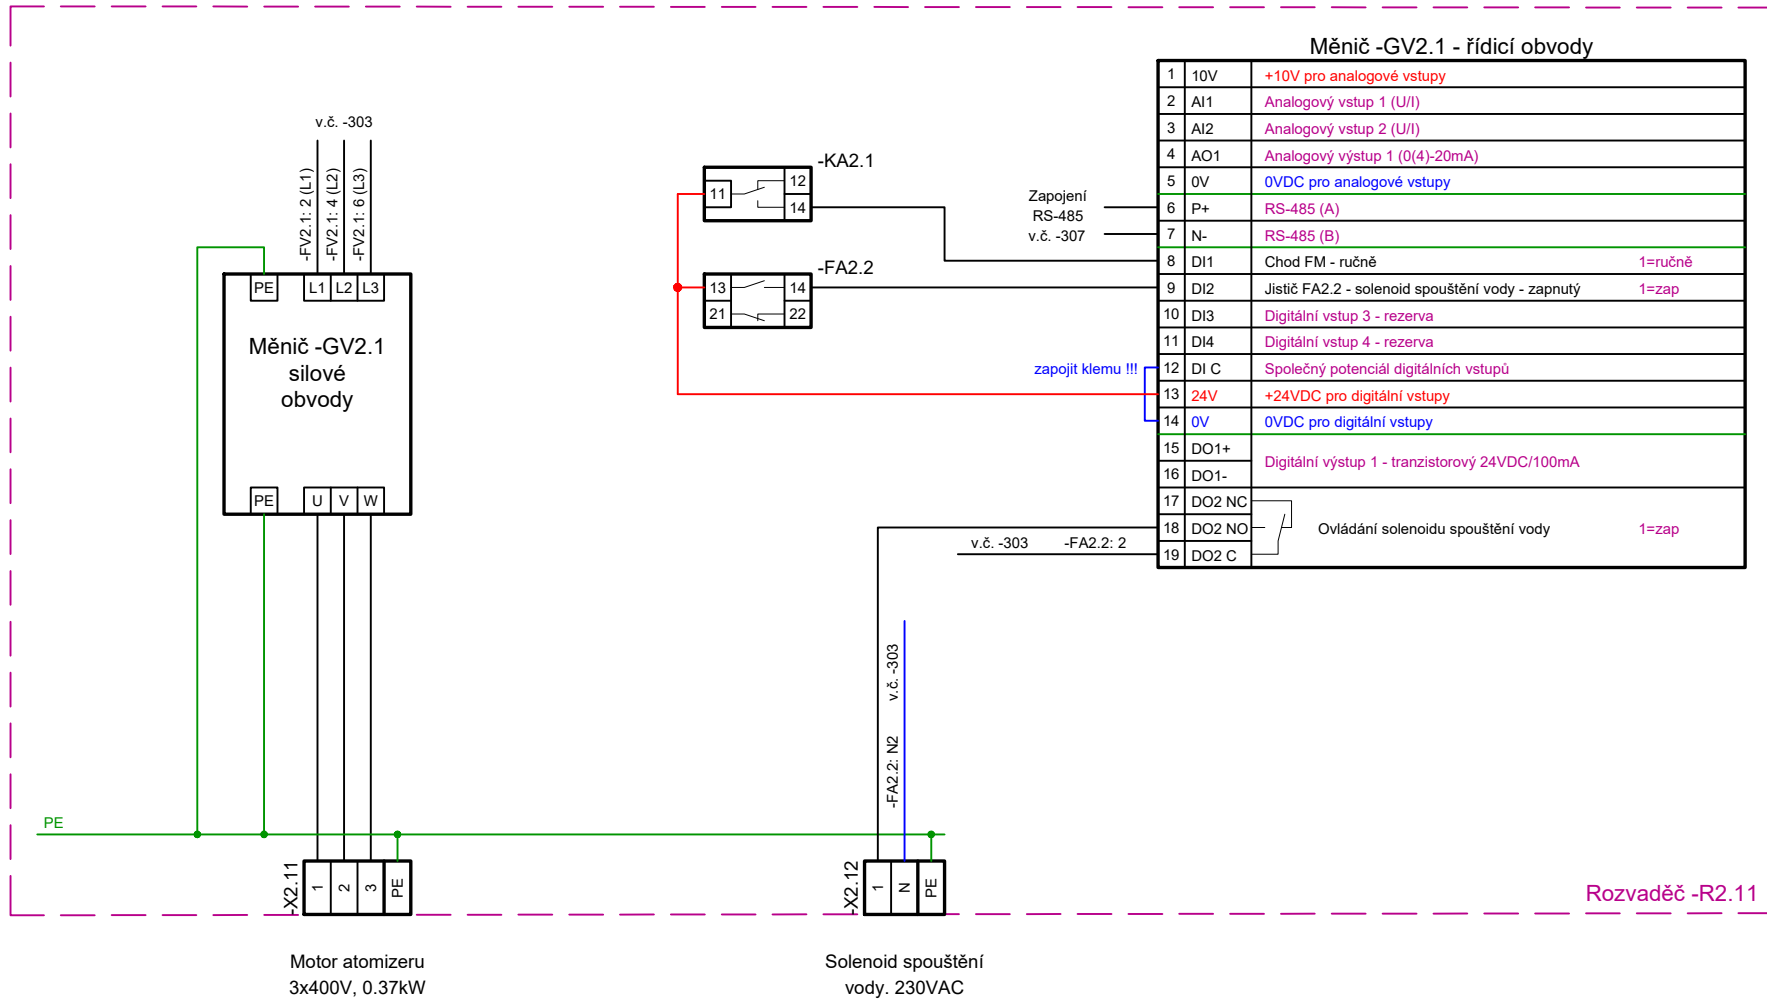 Měnič -GV2.1 - řídicí obvody
1 10V +10V pro analogové vstupy
2 AI1 Analogový vstup 1 (U/I)
3 AI2 Analogový vstup 2 (U/I)
4 AO1 Analogový výstup 1 (0(4)-20mA)
5 0V 0VDC pro analogové vstupy
6 P+ RS-485 (A)
7 N- RS-485 (B)
8 DI1 Chod FM - ručně 1=ručně
9 DI2 Jistič FA2.2 - solenoid spouštění vody - zapnutý 1=zap
10 DI3 Digitální vstup 3 - rezerva
11 DI4 Digitální vstup 4 - rezerva
12 DI C Společný potenciál digitálních vstupů
13 24V +24VDC pro digitální vstupy
14 0V 0VDC pro digitální vstupy
15 DO1+
Digitální výstup 1 - tranzistorový 24VDC/100mA
16 DO1-
17 DO2 NC
18 DO2 NO Ovládání solenoidu spouštění vody 1=zap
19 DO2 C
v.č. -303
-FV2.1: 2 (L1)
-FV2.1: 4 (L2)
-FV2.1: 6 (L3)
PE L1 L2 L3
Měnič -GV2.1
silové
obvody
PE U V W
-KA2.1
11 12
14
-FA2.2
13 14
21 22
Zapojení
RS-485
v.č. -307
zapojit klemu !!!
v.č. -303 -FA2.2: 2
-FA2.2: N2 v.č. -303
PE
-X2.11
1 2 3 PE
-X2.12
1 N PE
Rozvaděč -R2.11
Motor atomizeru
3x400V, 0.37kW
Solenoid spouštění
vody. 230VAC